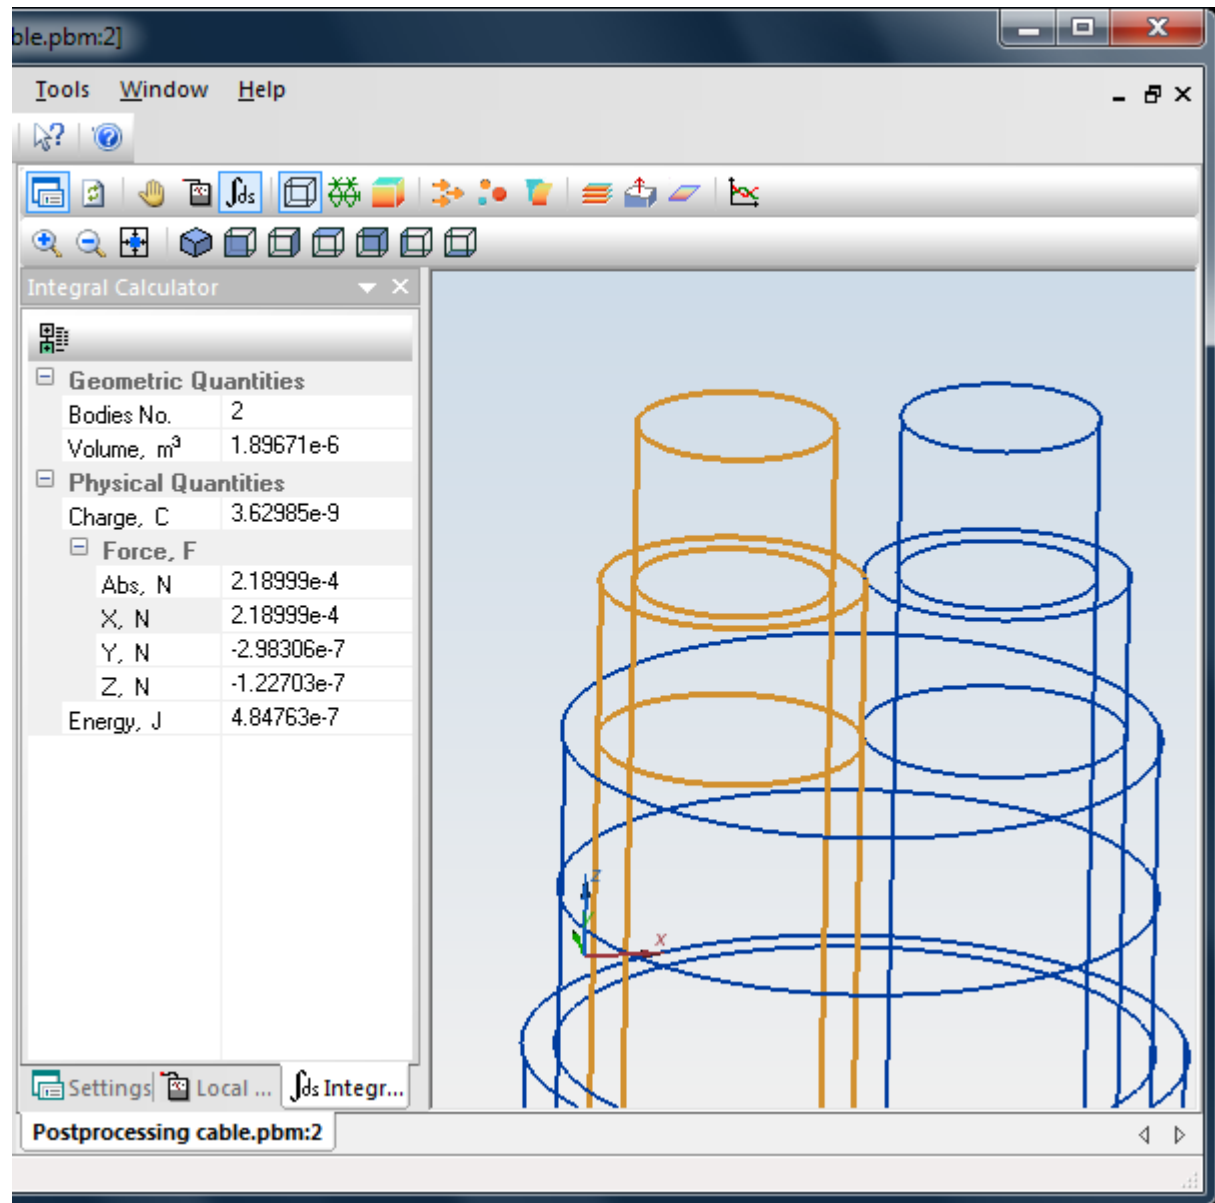 ble.pbm:2]
Tools Window Help
∫ds
Integral Calculator
Geometric Quantities
Bodies No. 2
Volume, m³ 1.89671e-6
Physical Quantities
Charge, C 3.62985e-9
Force, F
Abs, N 2.18999e-4
X, N 2.18999e-4
Y, N -2.98306e-7
Z, N -1.22703e-7
Energy, J 4.84763e-7
z
x
Settings Local ... ∫ds Integr...
Postprocessing cable.pbm:2